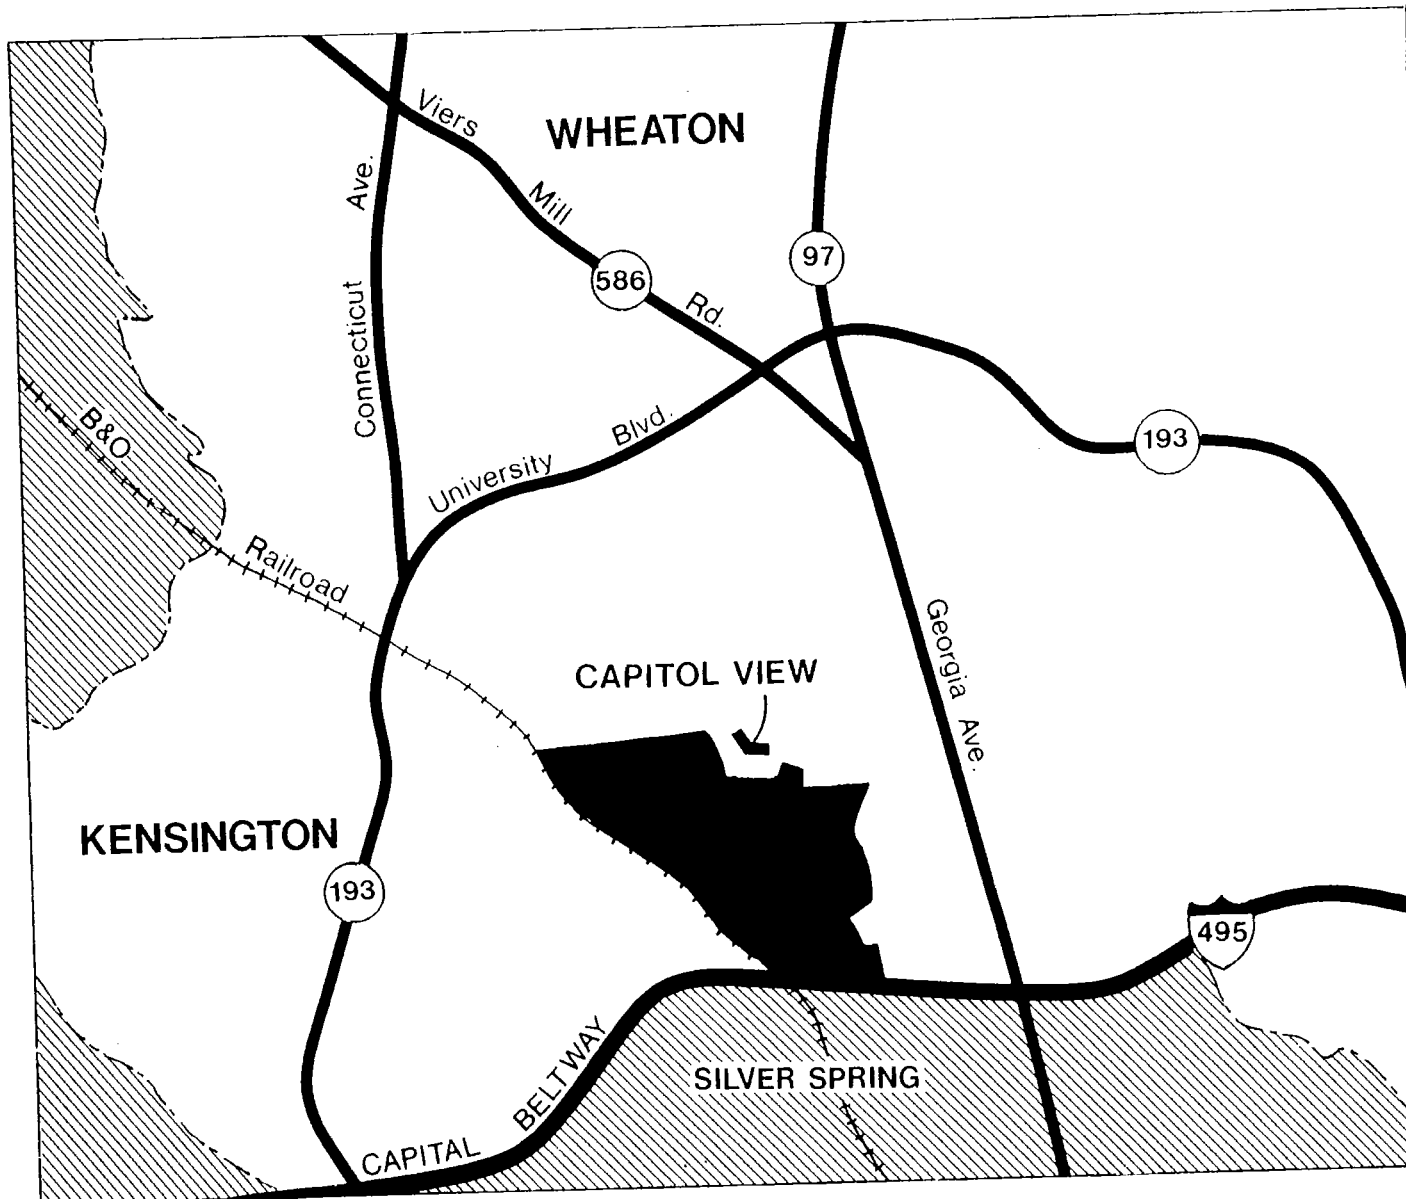 Viers Mill Rd.
WHEATON
Connecticut Ave.
97
586
193
B&O Railroad
University Blvd.
Georgia Ave.
CAPITOL VIEW
KENSINGTON
193
495
SILVER SPRING
CAPITAL BELTWAY